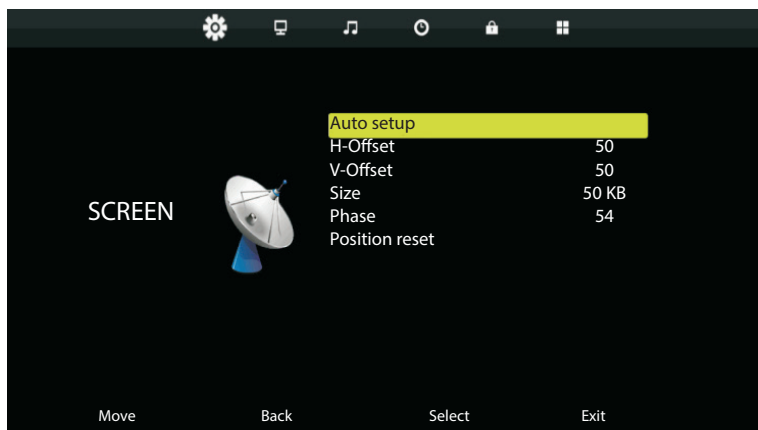 Auto setup
H-Offset 50
V-Offset 50
SCREEN
Size 50 KB
Phase 54
Position reset
Move Back Select Exit